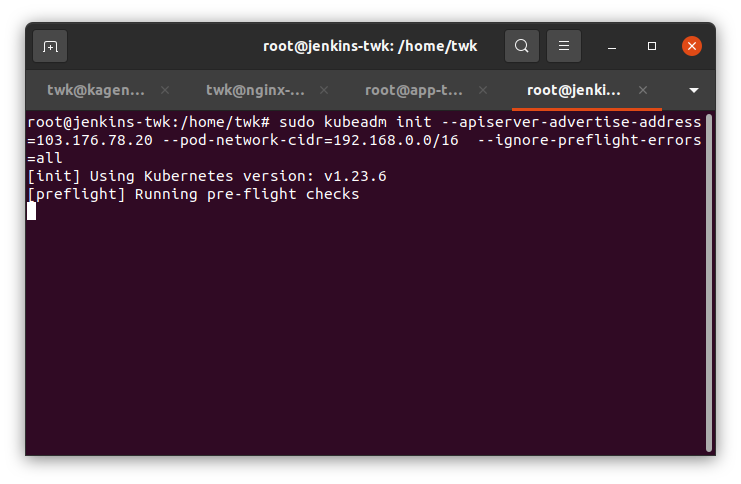 root@jenkins-twk: /home/twk
twk@kagen...
twk@nginx-...
root@app-t...
root@jenki...
root@jenkins-twk:/home/twk# sudo kubeadm init --apiserver-advertise-address
=103.176.78.20 --pod-network-cidr=192.168.0.0/16  --ignore-preflight-errors
=all
[init] Using Kubernetes version: v1.23.6
[preflight] Running pre-flight checks